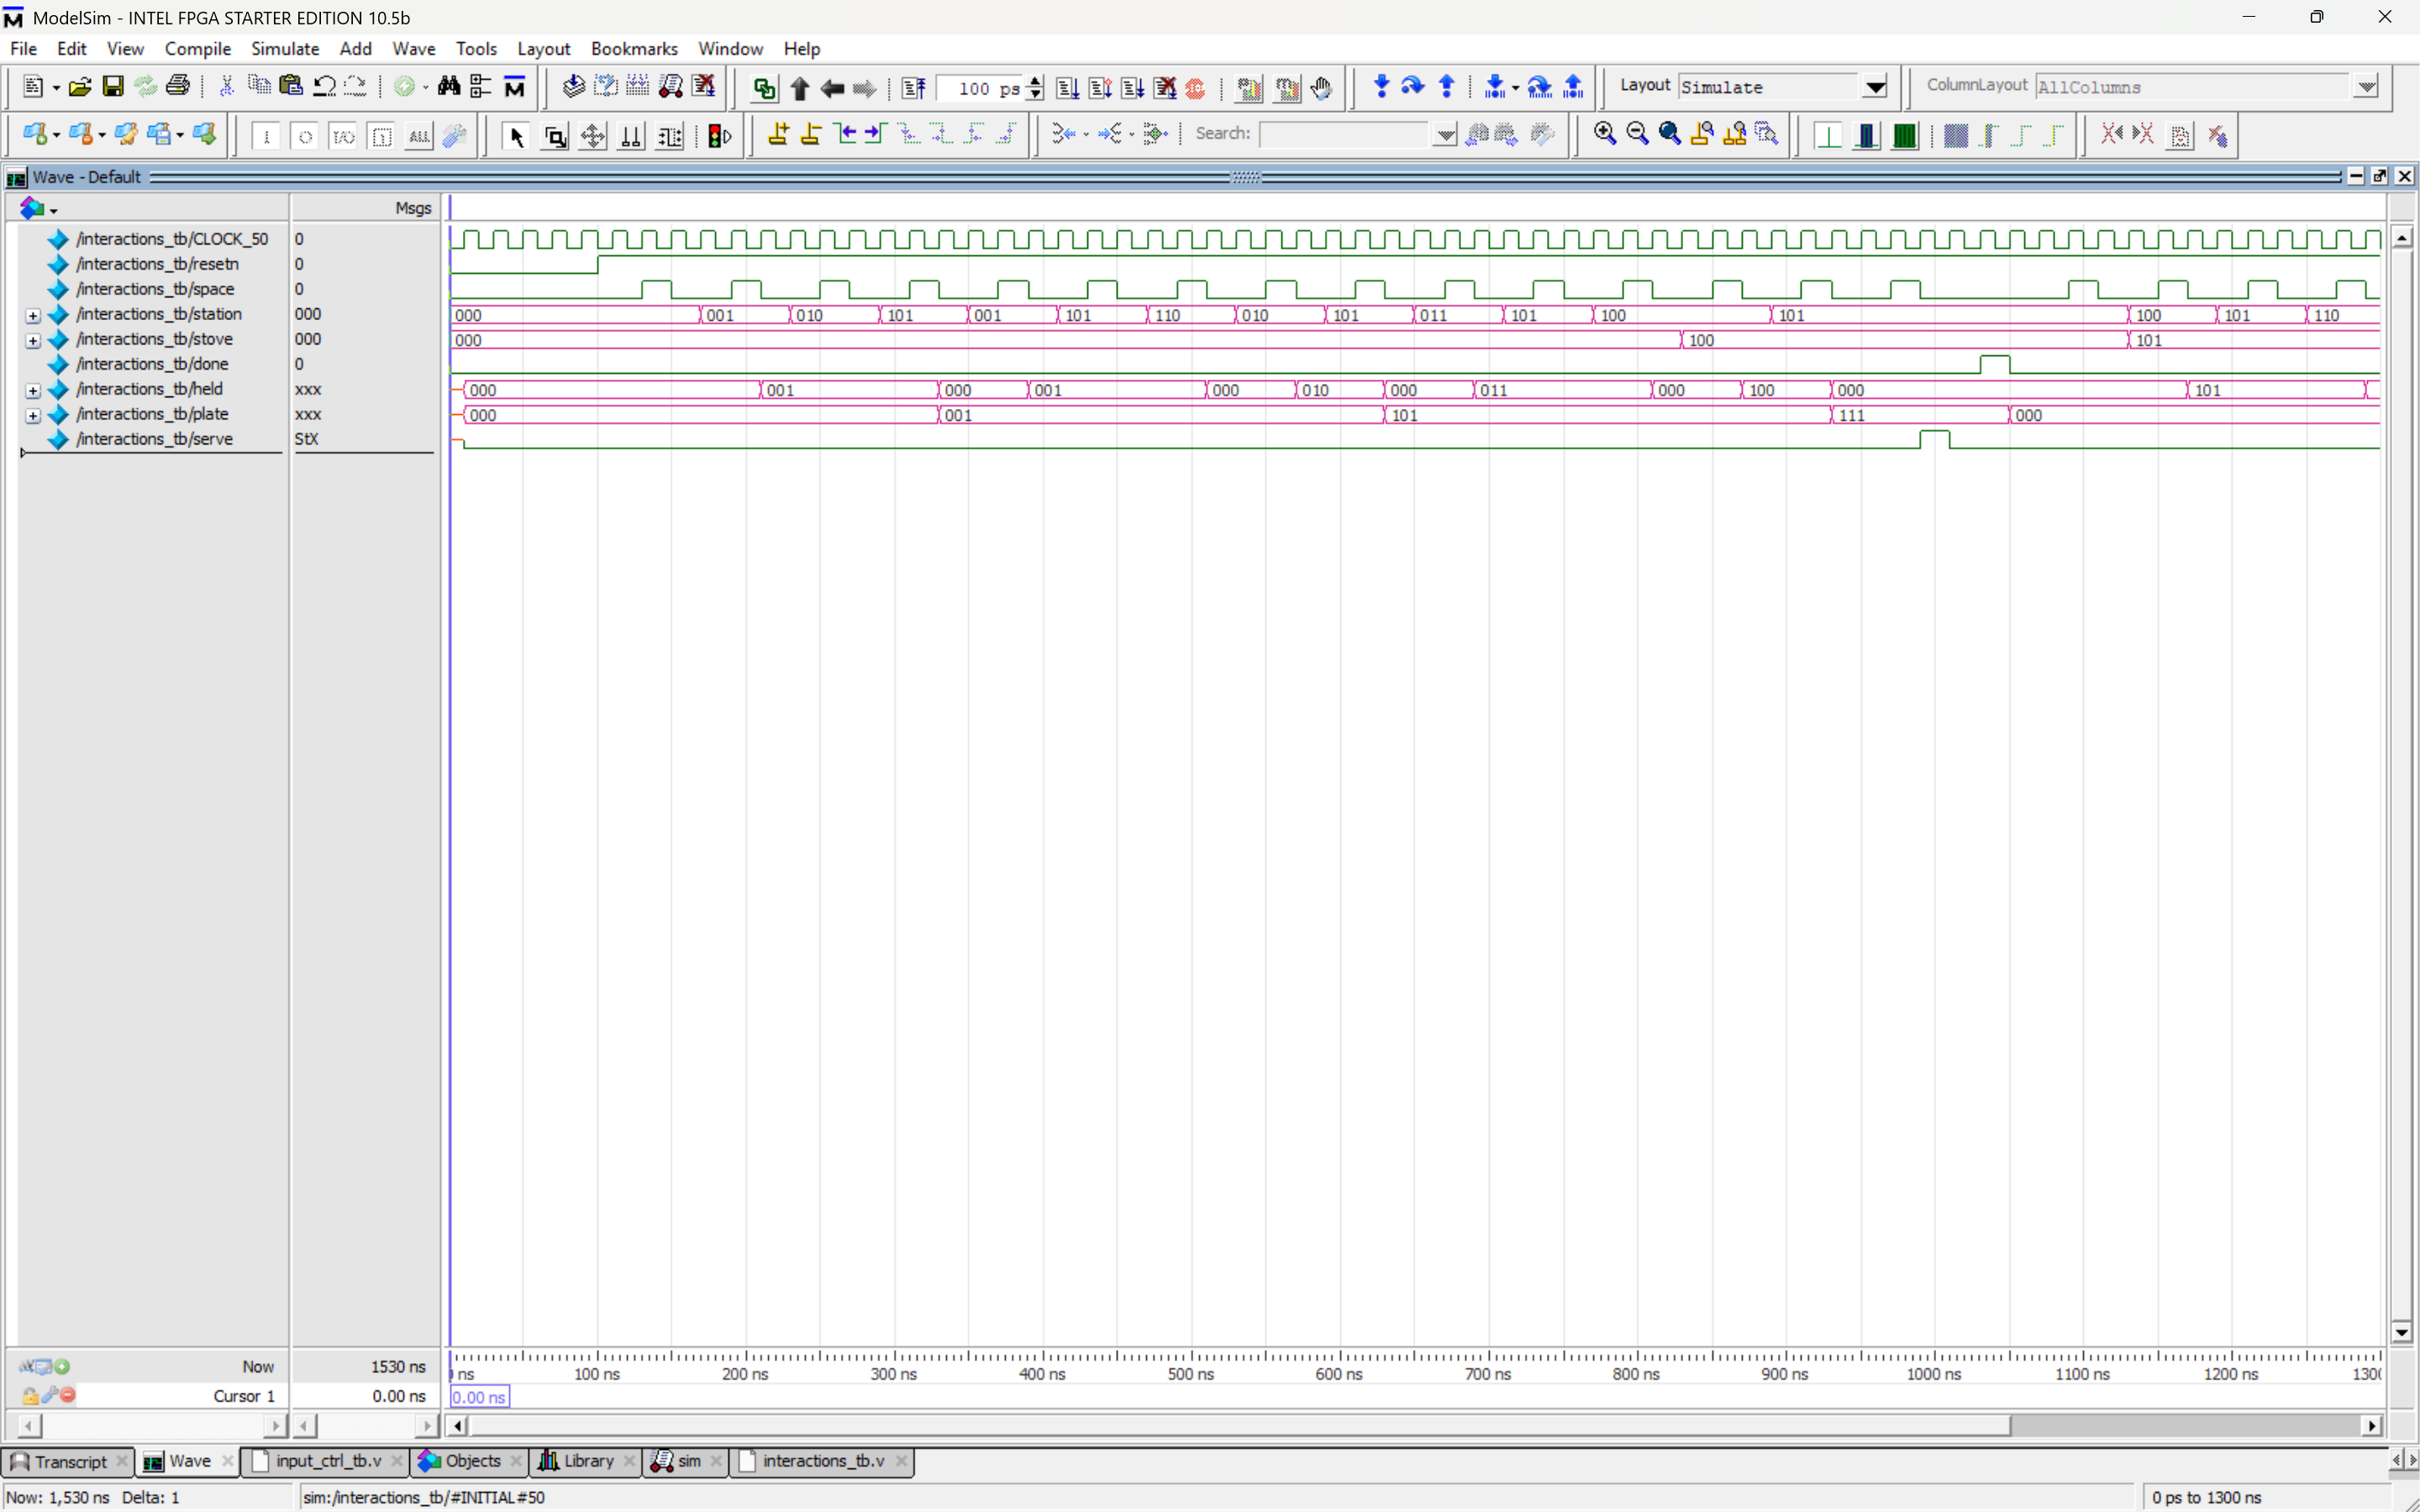 ModelSim - INTEL FPGA STARTER EDITION 10.5b
File Edit View Compile Simulate Add Wave Tools Layout Bookmarks Window Help
100 ps Layout Simulate ColumnLayout AllColumns
ALL Search:
Wave - Default
Msgs
/interactions_tb/CLOCK_50 0
/interactions_tb/resetn 0
/interactions_tb/space 0
/interactions_tb/station 000 000 001 010 101 001 101 110 010 101 011 101 100 101 100 101 110
/interactions_tb/stove 000 000 100 101
/interactions_tb/done 0
/interactions_tb/held xxx 000 001 000 001 000 010 000 011 000 100 000 101
/interactions_tb/plate xxx 000 001 101 111 000
/interactions_tb/serve StX
Now 1530 ns ns 100 ns 200 ns 300 ns 400 ns 500 ns 600 ns 700 ns 800 ns 900 ns 1000 ns 1100 ns 1200 ns 1300
Cursor 1 0.00 ns 0.00 ns
Transcript Wave input_ctrl_tb.v Objects Library sim interactions_tb.v
Now: 1,530 ns Delta: 1 sim:/interactions_tb/#INITIAL#50 0 ps to 1300 ns